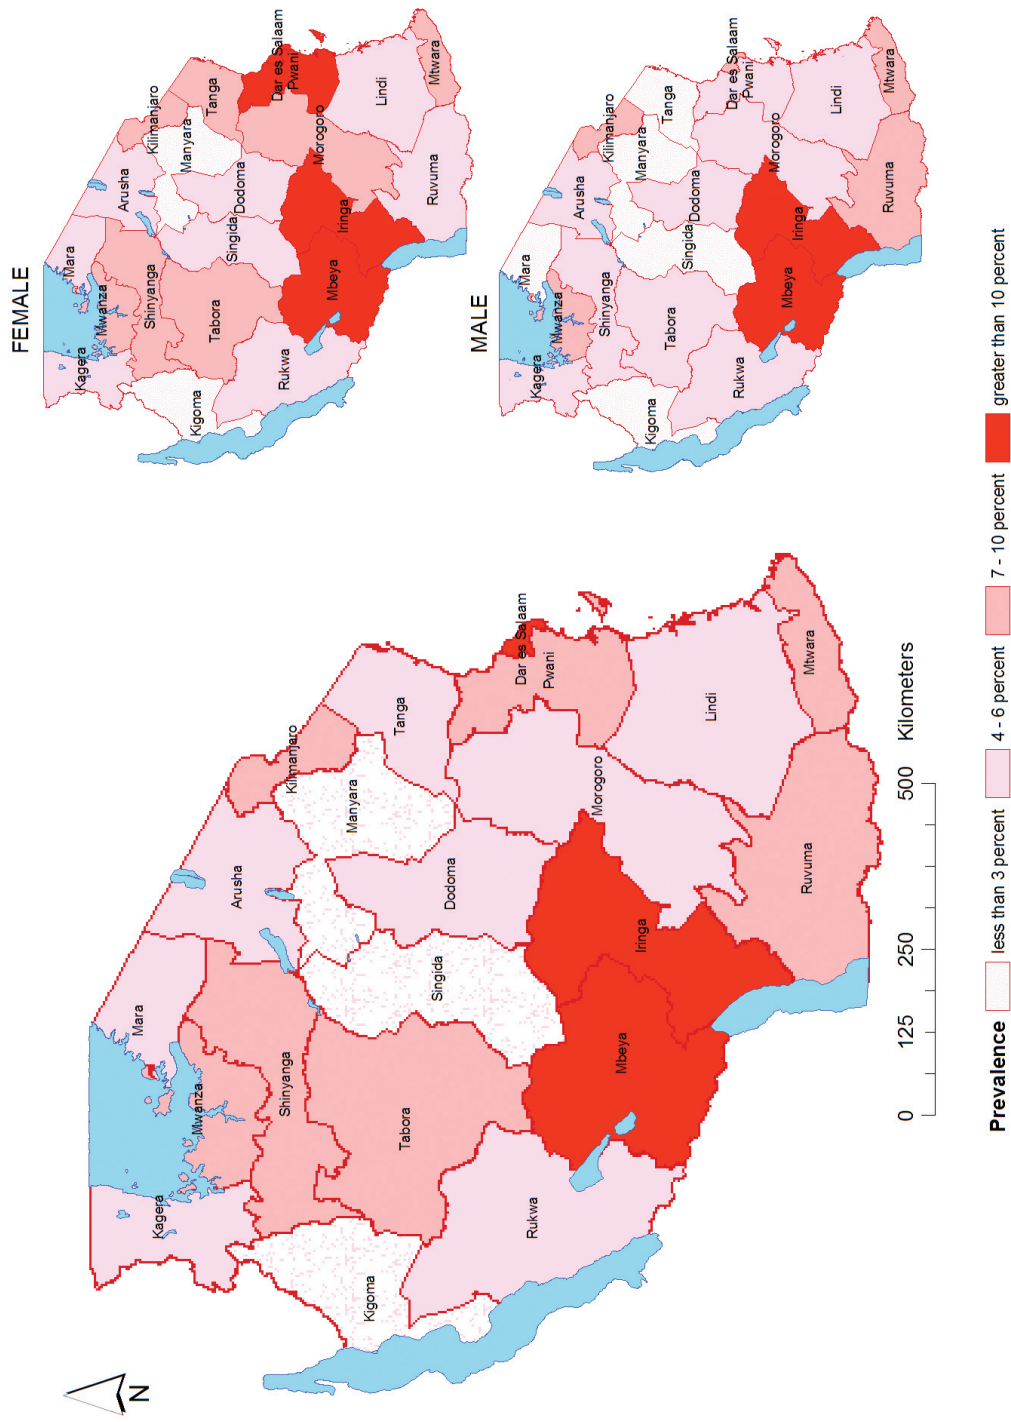 FEMALE
Kagera
Mara
Mwanza
Arusha
Kilimanjaro
Shinyanga
Manyara
Tanga
Kigoma
Tabora
Singida
Dodoma
Dar es Salaam
Pwani
Rukwa
Mbeya
Iringa
Morogoro
Lindi
Ruvuma
Mtwara
MALE
Kagera
Mara
Mwanza
Arusha
Kilimanjaro
Shinyanga
Manyara
Tanga
Kigoma
Tabora
Singida
Dodoma
Dar es Salaam
Pwani
Rukwa
Mbeya
Iringa
Morogoro
Lindi
Ruvuma
Mtwara
N
Kagera
Mara
Mwanza
Arusha
Kilimanjaro
Shinyanga
Manyara
Tanga
Kigoma
Tabora
Singida
Dodoma
Dar es Salaam
Pwani
Rukwa
Mbeya
Iringa
Morogoro
Lindi
Ruvuma
Mtwara
0 125 250 500 Kilometers
Prevalence less than 3 percent 4 - 6 percent 7 - 10 percent greater than 10 percent